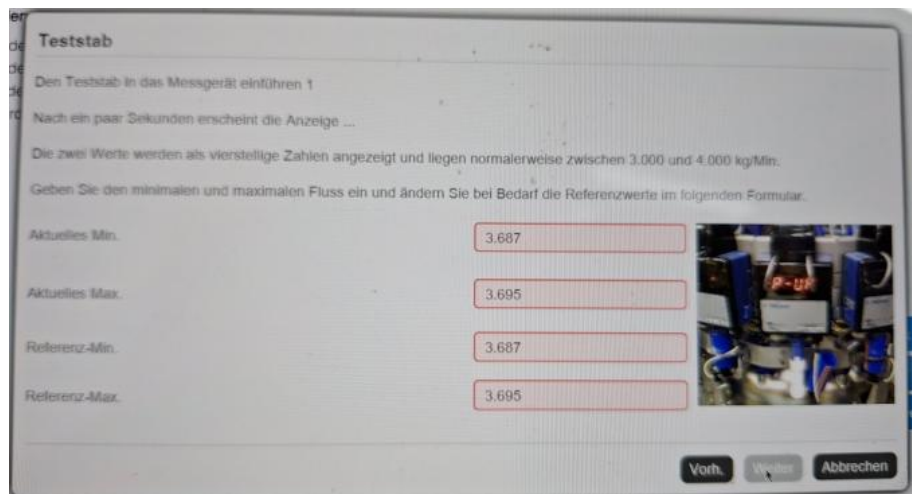 Teststab
Den Teststab in das Messgerät einführen 1
Nach ein paar Sekunden erscheint die Anzeige ...
Die zwei Werte werden als vierstellige Zahlen angezeigt und liegen normalerweise zwischen 3.000 und 4.000 kg/Min.
Geben Sie den minimalen und maximalen Fluss ein und ändern Sie bei Bedarf die Referenzwerte im folgenden Formular.
Aktuelles Min. 3.687
Aktuelles Max. 3.695
Referenz-Min. 3.687
Referenz-Max. 3.695
Vorh. Weiter Abbrechen